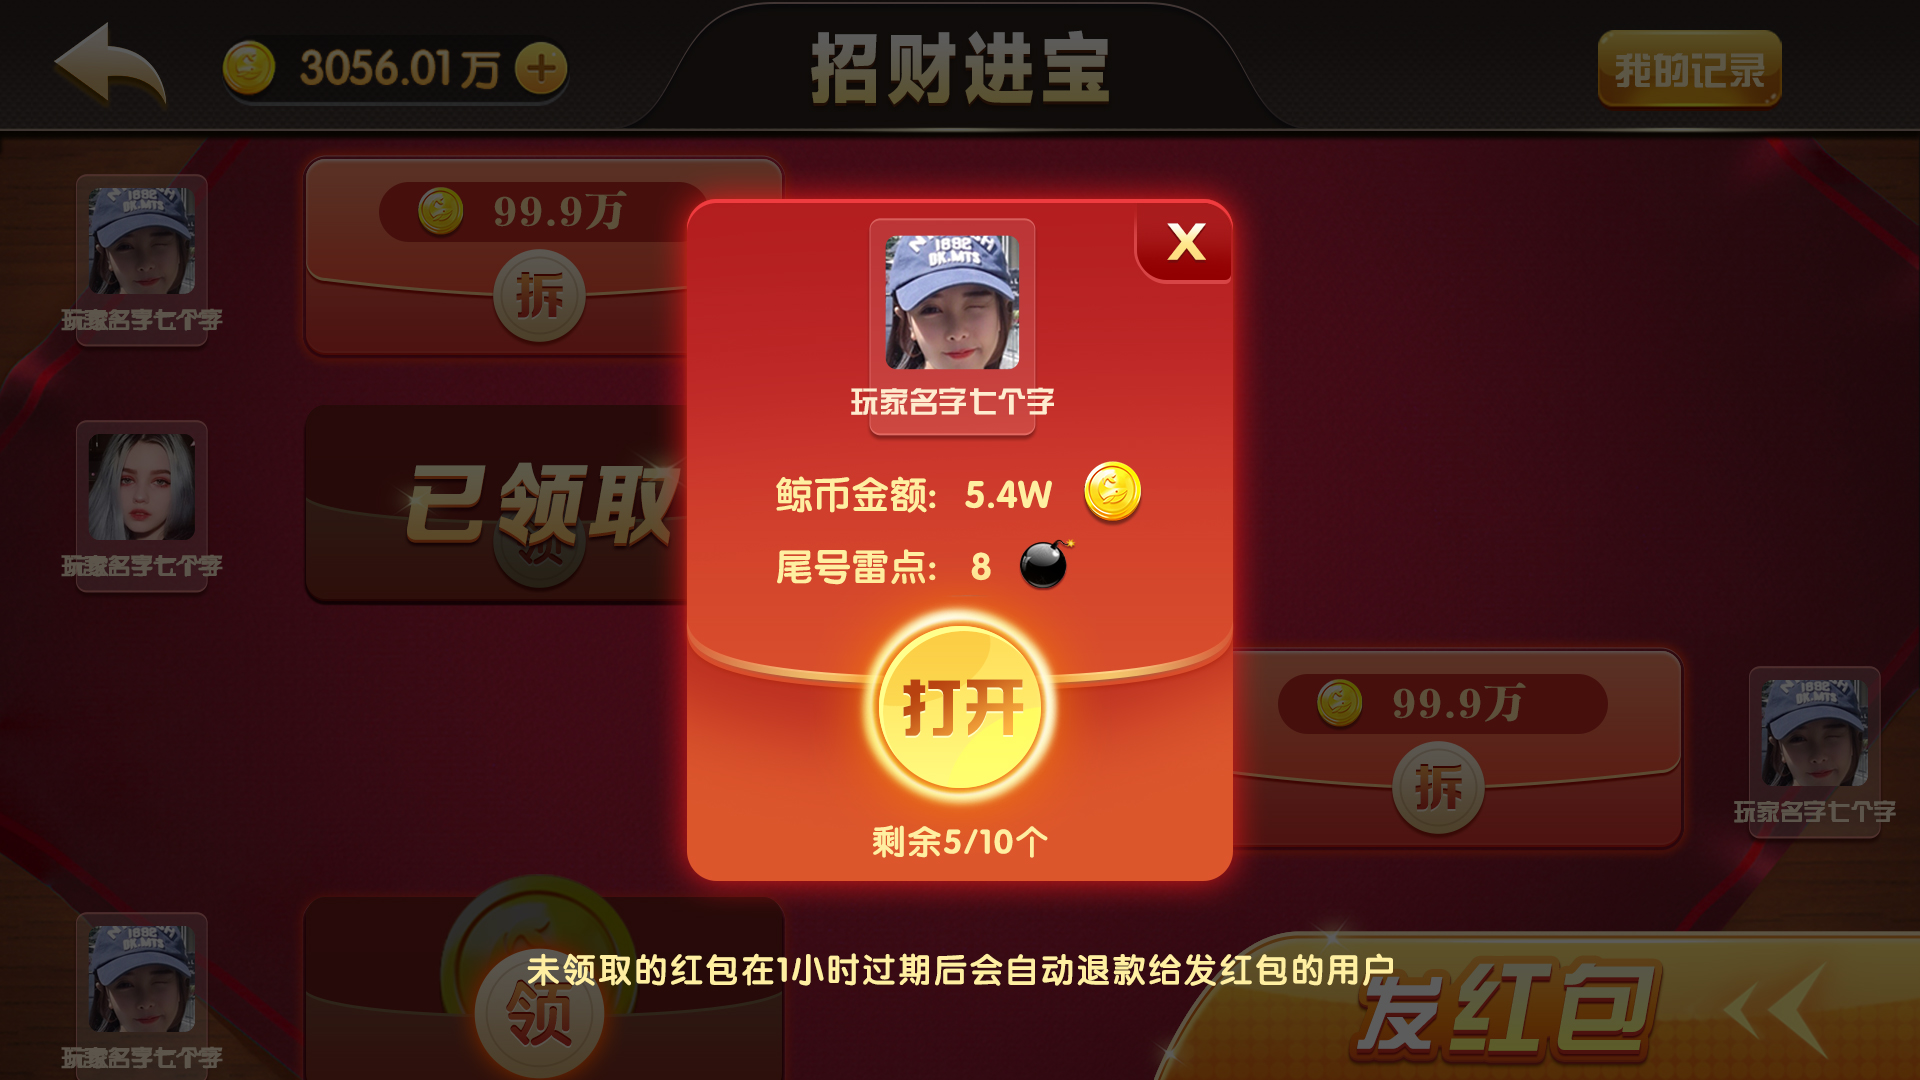 3056.01万
招财进宝
我的记录
99.9万
拆
玩家名字七个字
X
1882
DK.MTS
玩家名字七个字
已领取
领
玩家名字七个字
鲸币金额: 5.4W
尾号雷点: 8
打开
剩余5/10个
99.9万
拆
玩家名字七个字
未领取的红包在1小时过期后会自动退款给发红包的用户
领
玩家名字七个字
发红包